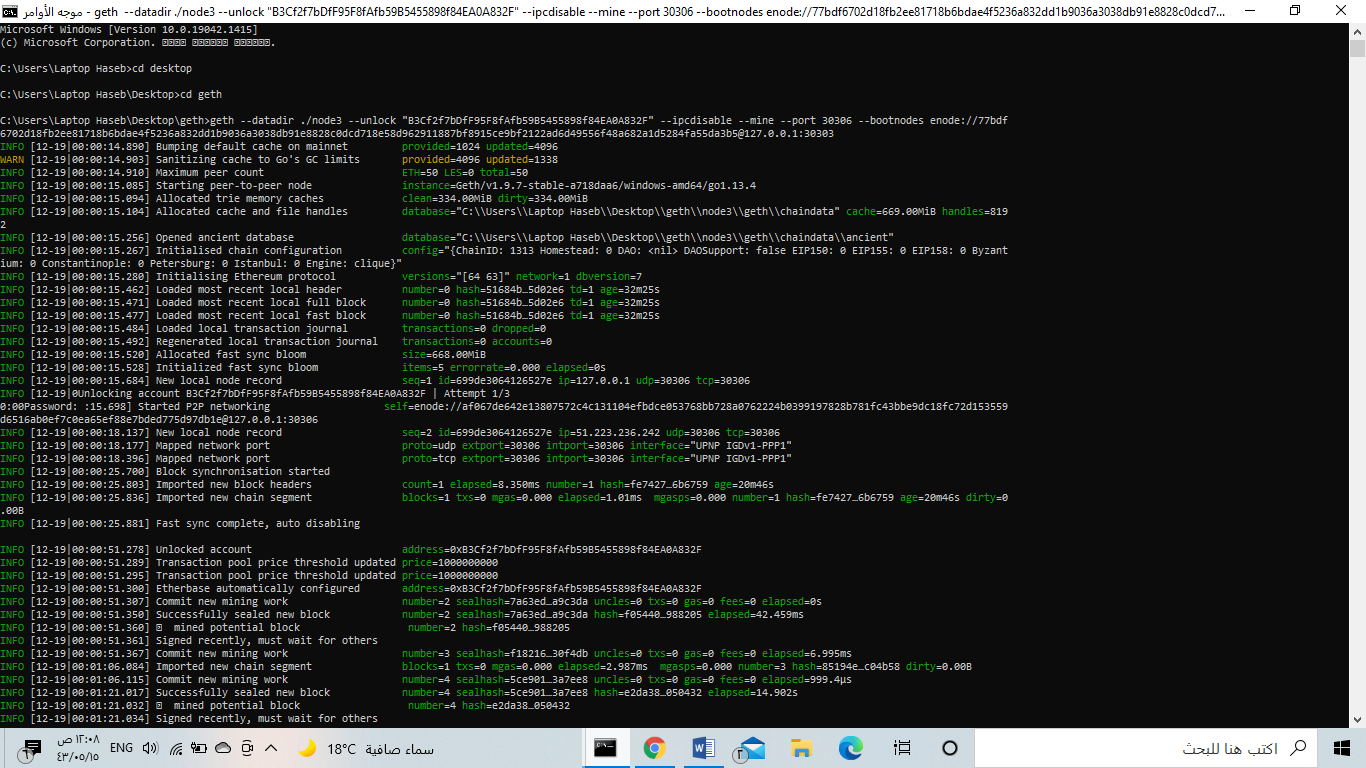 موجه الأوامر - geth --datadir ./node3 --unlock "B3Cf2f7bDfF95F8fAfb59B5455898f84EA0A832F" --ipcdisable --mine --port 30306 --bootnodes enode://77bdf6702d18fb2ee81718b6bdae4f5236a832dd1b9036a3038db91e8828c0dcd7...
Microsoft Windows [Version 10.0.19042.1415]
(c) Microsoft Corporation.
C:\Users\Laptop Haseb>cd desktop
C:\Users\Laptop Haseb\Desktop>cd geth
C:\Users\Laptop Haseb\Desktop\geth>geth --datadir ./node3 --unlock "B3Cf2f7bDfF95F8fAfb59B5455898f84EA0A832F" --ipcdisable --mine --port 30306 --bootnodes enode://77bdf
6702d18fb2ee81718b6bdae4f5236a832dd1b9036a3038db91e8828c0dcd718e58d962911887bf8915ce9bf2122ad6d49556f48a682a1d5284fa55da3b5@127.0.0.1:30303
INFO [12-19|00:00:14.890] Bumping default cache on mainnet provided=1024 updated=4096
WARN [12-19|00:00:14.903] Sanitizing cache to Go's GC limits provided=4096 updated=1338
INFO [12-19|00:00:14.910] Maximum peer count ETH=50 LES=0 total=50
INFO [12-19|00:00:15.085] Starting peer-to-peer node instance=Geth/v1.9.7-stable-a718daa6/windows-amd64/go1.13.4
INFO [12-19|00:00:15.094] Allocated trie memory caches clean=334.00MiB dirty=334.00MiB
INFO [12-19|00:00:15.104] Allocated cache and file handles database="C:\\Users\\Laptop Haseb\\Desktop\\geth\\node3\\geth\\chaindata" cache=669.00MiB handles=819
2
INFO [12-19|00:00:15.256] Opened ancient database database="C:\\Users\\Laptop Haseb\\Desktop\\geth\\node3\\geth\\chaindata\\ancient"
INFO [12-19|00:00:15.267] Initialised chain configuration config="{ChainID: 1313 Homestead: 0 DAO: <nil> DAOSupport: false EIP150: 0 EIP155: 0 EIP158: 0 Byzant
ium: 0 Constantinople: 0 Petersburg: 0 Istanbul: 0 Engine: clique}"
INFO [12-19|00:00:15.280] Initialising Ethereum protocol versions="[64 63]" network=1 dbversion=7
INFO [12-19|00:00:15.462] Loaded most recent local header number=0 hash=51684b…5d02e6 td=1 age=32m25s
INFO [12-19|00:00:15.471] Loaded most recent local full block number=0 hash=51684b…5d02e6 td=1 age=32m25s
INFO [12-19|00:00:15.477] Loaded most recent local fast block number=0 hash=51684b…5d02e6 td=1 age=32m25s
INFO [12-19|00:00:15.484] Loaded local transaction journal transactions=0 dropped=0
INFO [12-19|00:00:15.492] Regenerated local transaction journal transactions=0 accounts=0
INFO [12-19|00:00:15.520] Allocated fast sync bloom size=668.00MiB
INFO [12-19|00:00:15.528] Initialized fast sync bloom items=5 errorrate=0.000 elapsed=0s
INFO [12-19|00:00:15.684] New local node record seq=1 id=699de3064126527e ip=127.0.0.1 udp=30306 tcp=30306
INFO [12-19|0Unlocking account B3Cf2f7bDfF95F8fAfb59B5455898f84EA0A832F | Attempt 1/3
0:00Password: :15.698] Started P2P networking self=enode://af067de642e13807572c4c131104efbdce053768bb728a0762224b0399197828b781fc43bbe9dc18fc72d153559
d6516ab0ef7c0ea65ef88e7bded775d97db1e@127.0.0.1:30306
INFO [12-19|00:00:18.137] New local node record seq=2 id=699de3064126527e ip=51.223.236.242 udp=30306 tcp=30306
INFO [12-19|00:00:18.177] Mapped network port proto=udp extport=30306 intport=30306 interface="UPNP IGDv1-PPP1"
INFO [12-19|00:00:18.396] Mapped network port proto=tcp extport=30306 intport=30306 interface="UPNP IGDv1-PPP1"
INFO [12-19|00:00:25.700] Block synchronisation started
INFO [12-19|00:00:25.803] Imported new block headers count=1 elapsed=8.350ms number=1 hash=fe7427…6b6759 age=20m46s
INFO [12-19|00:00:25.836] Imported new chain segment blocks=1 txs=0 mgas=0.000 elapsed=1.01ms mgasps=0.000 number=1 hash=fe7427…6b6759 age=20m46s dirty=0
.00B
INFO [12-19|00:00:25.881] Fast sync complete, auto disabling
INFO [12-19|00:00:51.278] Unlocked account address=0xB3Cf2f7bDfF95F8fAfb59B5455898f84EA0A832F
INFO [12-19|00:00:51.289] Transaction pool price threshold updated price=1000000000
INFO [12-19|00:00:51.295] Transaction pool price threshold updated price=1000000000
INFO [12-19|00:00:51.300] Etherbase automatically configured address=0xB3Cf2f7bDfF95F8fAfb59B5455898f84EA0A832F
INFO [12-19|00:00:51.307] Commit new mining work number=2 sealhash=7a63ed…a9c3da uncles=0 txs=0 gas=0 fees=0 elapsed=0s
INFO [12-19|00:00:51.350] Successfully sealed new block number=2 sealhash=7a63ed…a9c3da hash=f05440…988205 elapsed=42.459ms
INFO [12-19|00:00:51.360] mined potential block number=2 hash=f05440…988205
INFO [12-19|00:00:51.361] Signed recently, must wait for others
INFO [12-19|00:00:51.367] Commit new mining work number=3 sealhash=f18216…30f4db uncles=0 txs=0 gas=0 fees=0 elapsed=6.995ms
INFO [12-19|00:01:06.084] Imported new chain segment blocks=1 txs=0 mgas=0.000 elapsed=2.987ms mgasps=0.000 number=3 hash=85194e…c04b58 dirty=0.00B
INFO [12-19|00:01:06.115] Commit new mining work number=4 sealhash=5ce901…3a7ee8 uncles=0 txs=0 gas=0 fees=0 elapsed=999.4µs
INFO [12-19|00:01:21.017] Successfully sealed new block number=4 sealhash=5ce901…3a7ee8 hash=e2da38…050432 elapsed=14.902s
INFO [12-19|00:01:21.032] mined potential block number=4 hash=e2da38…050432
INFO [12-19|00:01:21.034] Signed recently, must wait for others
اكتب هنا للبحث
18°C سماء صافية
ENG
١٢:٠٨ ص
٤٣/٠٥/١٥